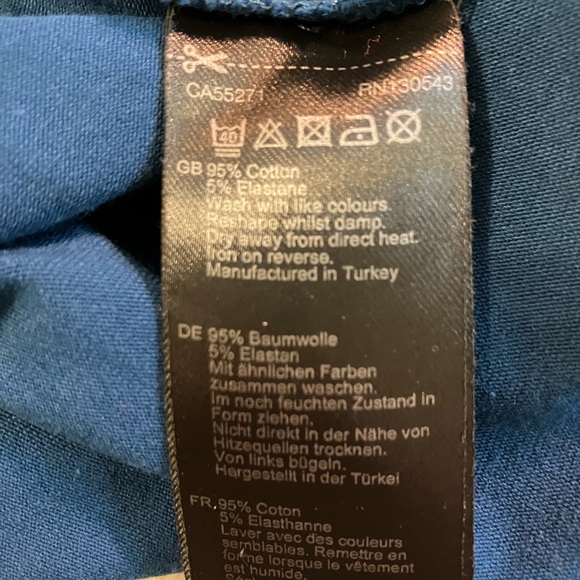 CA55271 RN130543
40
GB 95% Cotton
5% Elastane
Wash with like colours.
Reshape whilst damp.
Dry away from direct heat.
Iron on reverse.
Manufactured in Turkey
DE 95% Baumwolle
5% Elastan
Mit ähnlichen Farben
zusammen waschen.
Im noch feuchten Zustand in
Form ziehen.
Nicht direkt in der Nähe von
Hitzequellen trocknen.
Von links bügeln.
Hergestellt in der Türkei
FR 95% Coton
5% Elasthanne
Laver avec des couleurs
semblables. Remettre en
forme lorsque le vêtement
est humide.